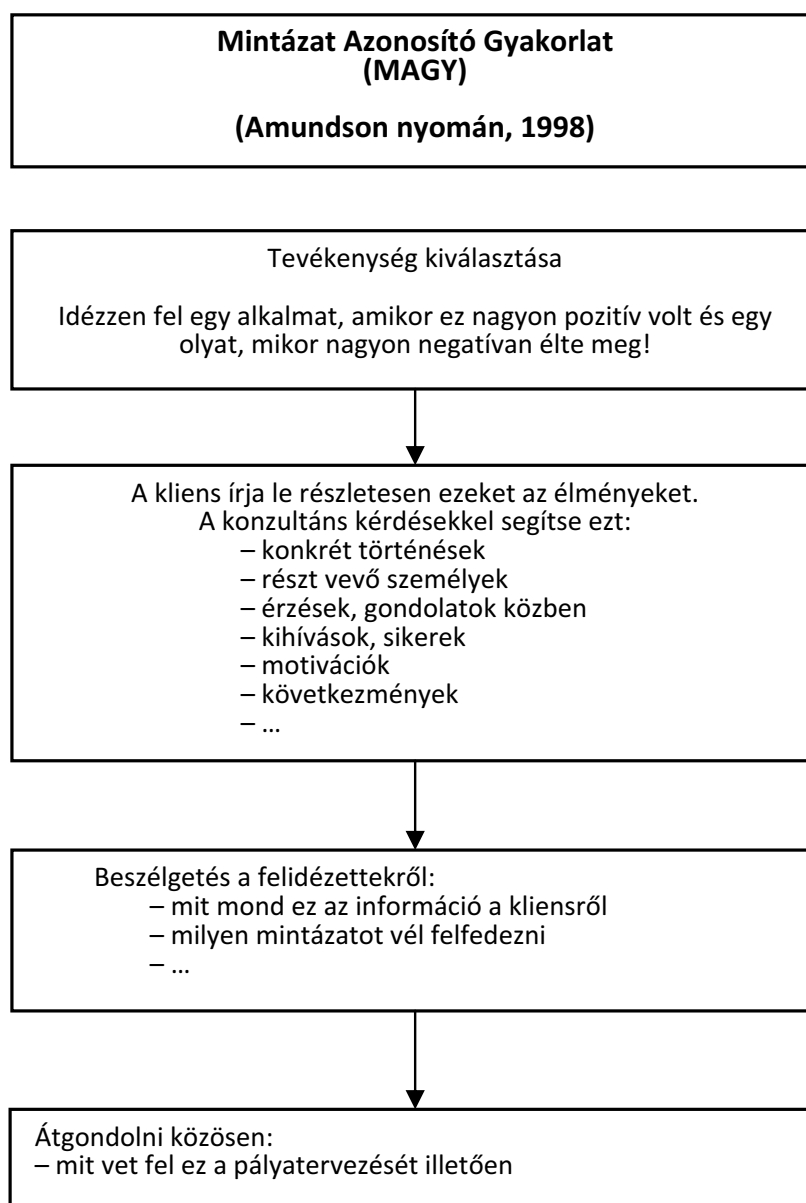 Mintázat Azonosító Gyakorlat
(MAGY)
(Amundson nyomán, 1998)
Tevékenység kiválasztása
Idézzen fel egy alkalmat, amikor ez nagyon pozitív volt és egy
olyat, mikor nagyon negatívan élte meg!
A kliens írja le részletesen ezeket az élményeket.
A konzultáns kérdésekkel segítse ezt:
– konkrét történések
– részt vevő személyek
– érzések, gondolatok közben
– kihívások, sikerek
– motivációk
– következmények
– …
Beszélgetés a felidézettekről:
– mit mond ez az információ a kliensről
– milyen mintázatot vél felfedezni
– …
Átgondolni közösen:
– mit vet fel ez a pályatervezését illetően